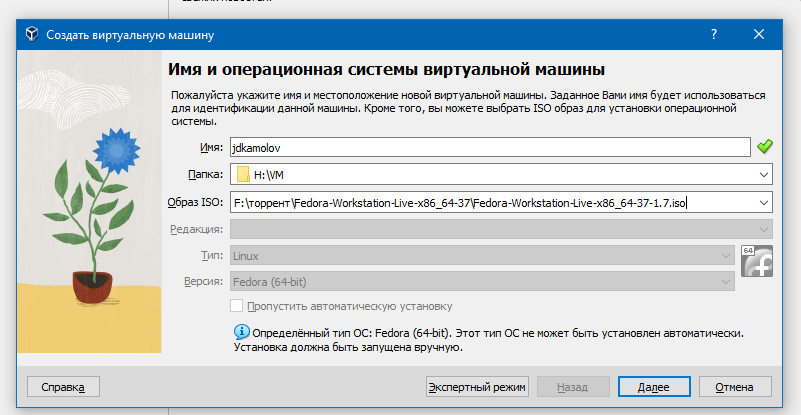 Создать виртуальную машину
?
Имя и операционная системы виртуальной машины
Пожалуйста укажите имя и местоположение новой виртуальной машины. Заданное Вами имя будет использоваться
для идентификации данной машины. Кроме того, вы можете выбрать ISO образ для установки операционной
системы.
Имя: jdkamolov
Папка: H:\VM
Образ ISO: F:\торрент\Fedora-Workstation-Live-x86_64-37\Fedora-Workstation-Live-x86_64-37-1.7.iso
Редакция:
Тип: Linux
64
Версия: Fedora (64-bit)
Пропустить автоматическую установку
Определённый тип ОС: Fedora (64-bit). Этот тип ОС не может быть установлен автоматически.
Установка должна быть запущена вручную.
Справка Экспертный режим Назад Далее Отмена